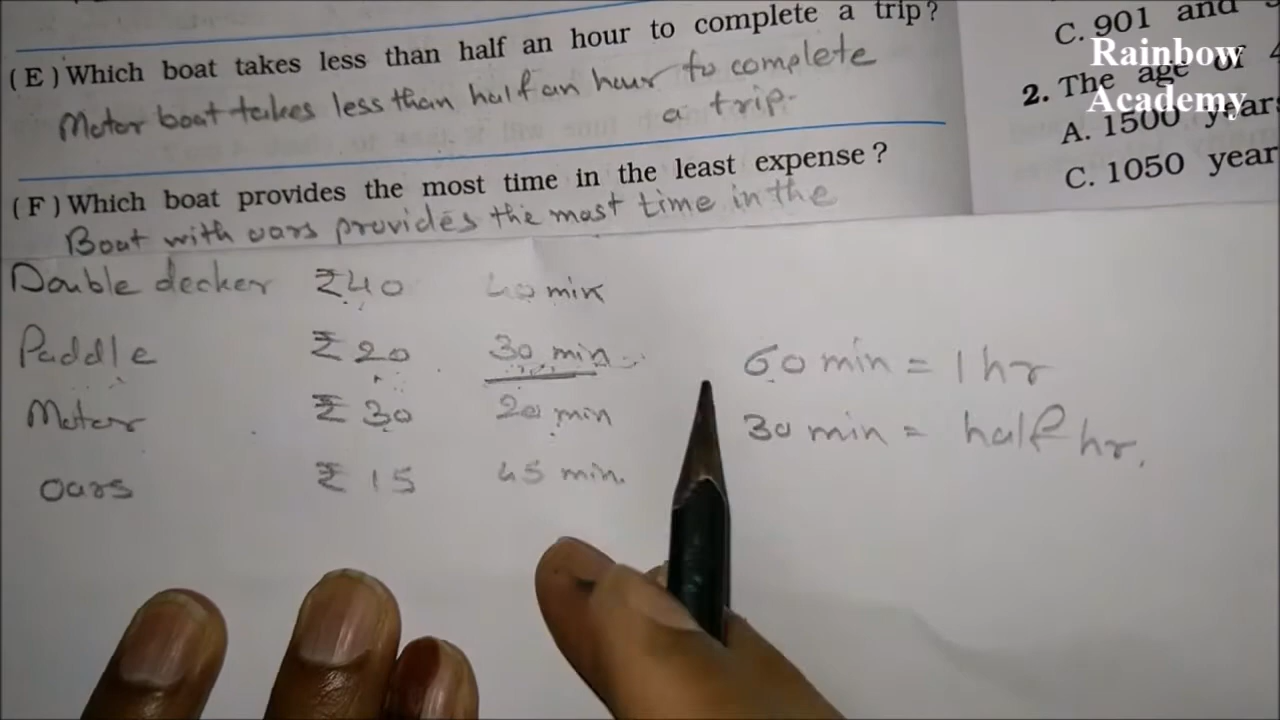 (E) Which boat takes less than half an hour to complete a trip?
Motor boat takes less than half an hour to complete
a trip.
(F) Which boat provides the most time in the least expense?
Boat with oars provides the most time in the
Double decker ₹40 40 min
Paddle ₹20 30 min
Motor ₹30 20 min
oars ₹15 45 min.
60 min = 1 hr
30 min = half hr.
C. 901 and
2. The age of 4
A. 1500 years
C. 1050 year
Rainbow
Academy